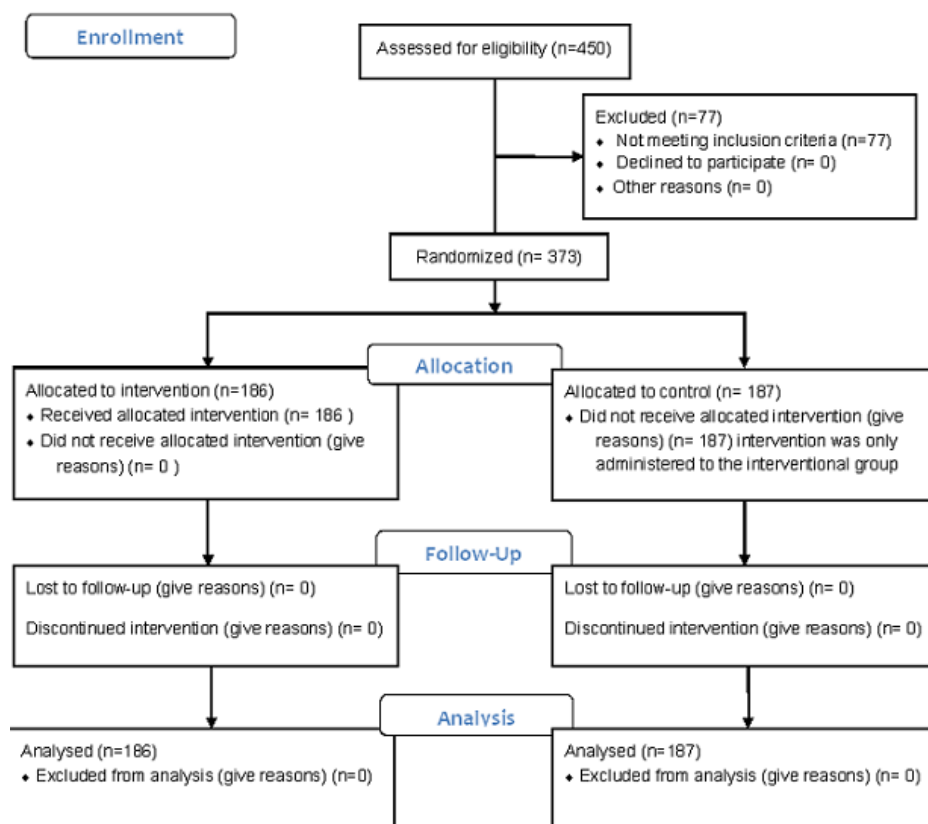 Enrollment
Assessed for eligibility (n=450)
Excluded (n=77)
⬧ Not meeting inclusion criteria (n=77)
⬧ Declined to participate (n= 0)
⬧ Other reasons (n= 0)
Randomized (n= 373)
Allocation
Allocated to intervention (n=186)
⬧ Received allocated intervention (n= 186 )
⬧ Did not receive allocated intervention (give
reasons) (n= 0 )
Allocated to control (n= 187)
⬧ Did not receive allocated intervention (give
reasons) (n= 187) intervention was only
administered to the interventional group
Follow-Up
Lost to follow-up (give reasons) (n= 0)
Discontinued intervention (give reasons) (n= 0)
Lost to follow-up (give reasons) (n= 0)
Discontinued intervention (give reasons) (n= 0)
Analysis
Analysed (n=186)
⬧ Excluded from analysis (give reasons) (n=0)
Analysed (n=187)
⬧ Excluded from analysis (give reasons) (n= 0)